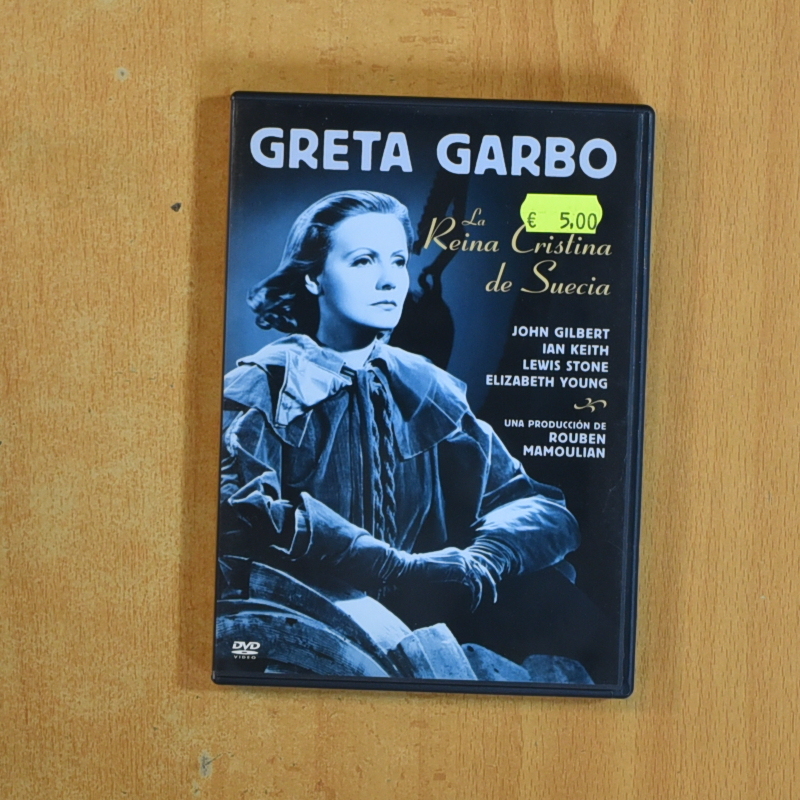 GRETA GARBO
€ 5,00
La
Reina Cristina
de Suecia
JOHN GILBERT
IAN KEITH
LEWIS STONE
ELIZABETH YOUNG
UNA PRODUCCIÓN DE
ROUBEN
MAMOULIAN
DVD
VIDEO